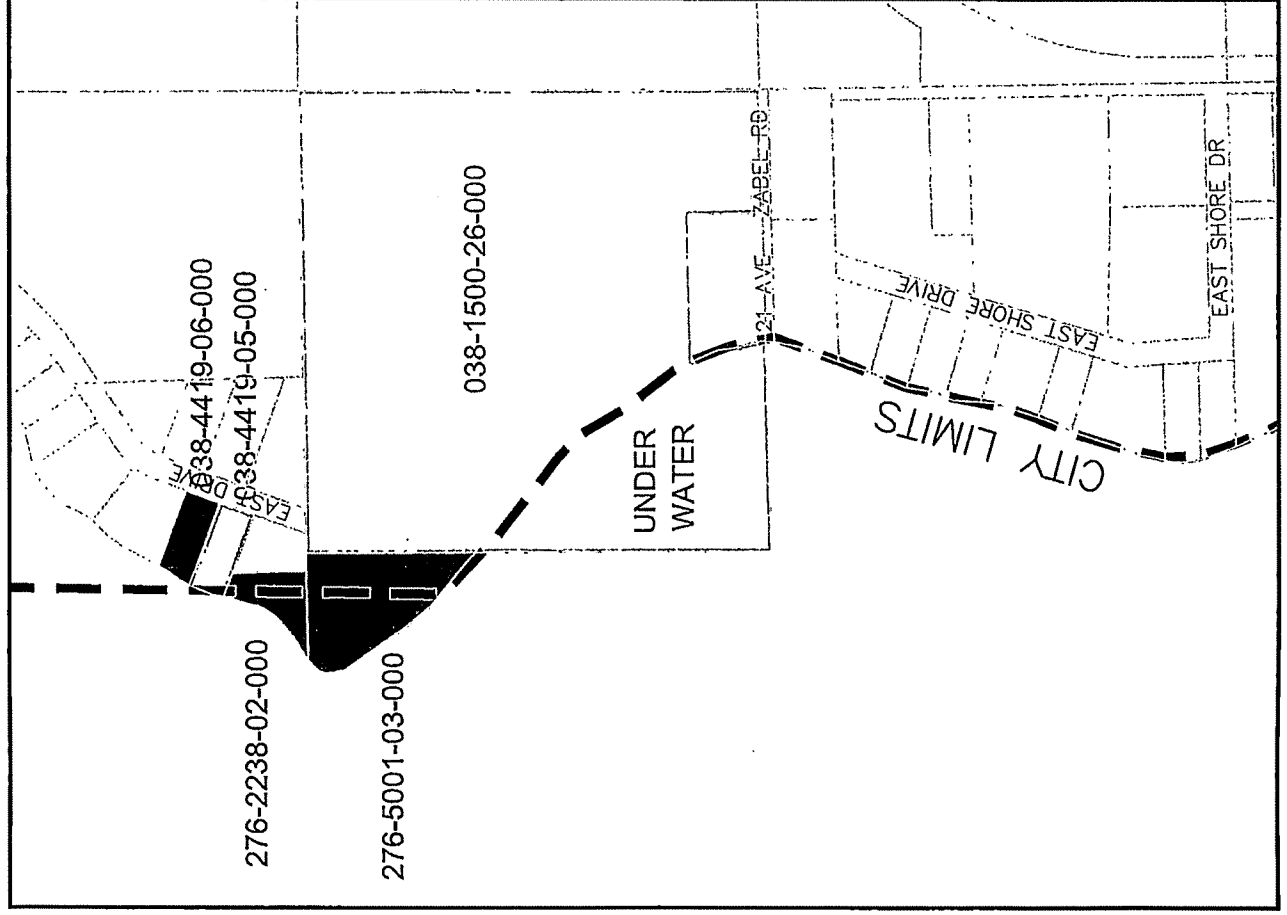 038-4419-06-000
038-4419-05-000
EAST DRIVE
276-2238-02-000
276-5001-03-000
038-1500-26-000
UNDER
WATER
21 AVE ZABEL RD
EAST SHORE DRIVE
CITY LIMITS
EAST SHORE DR